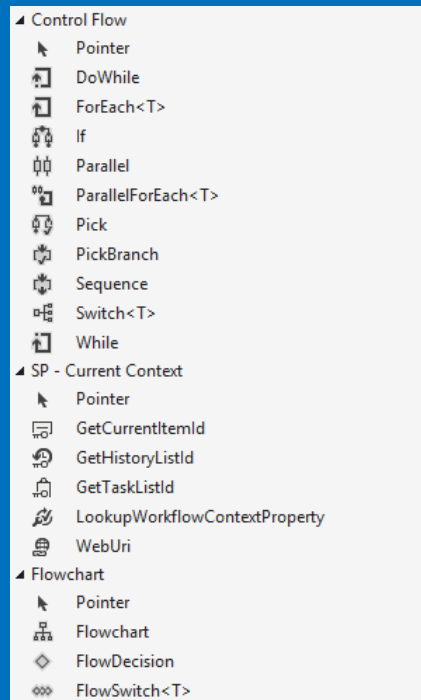 Control Flow
Pointer
DoWhile
ForEach<T>
If
Parallel
ParallelForEach<T>
Pick
PickBranch
Sequence
Switch<T>
While
SP - Current Context
Pointer
GetCurrentItemId
GetHistoryListId
GetTaskListId
LookupWorkflowContextProperty
WebUri
Flowchart
Pointer
Flowchart
FlowDecision
FlowSwitch<T>